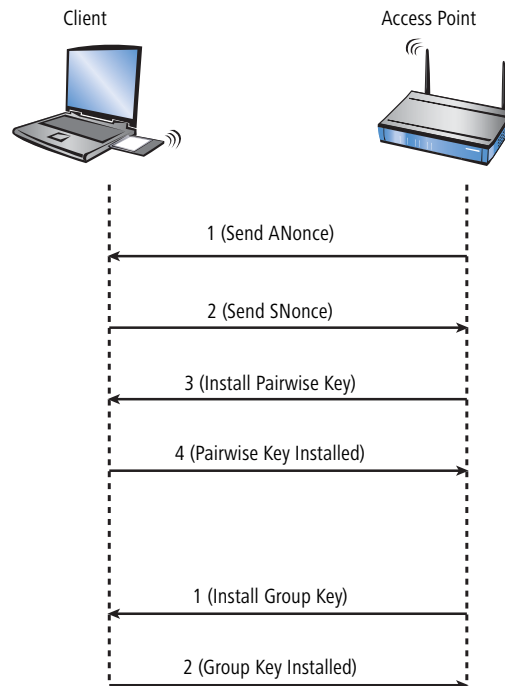 Client
Access Point
1 (Send ANonce)
2 (Send SNonce)
3 (Install Pairwise Key)
4 (Pairwise Key Installed)
1 (Install Group Key)
2 (Group Key Installed)